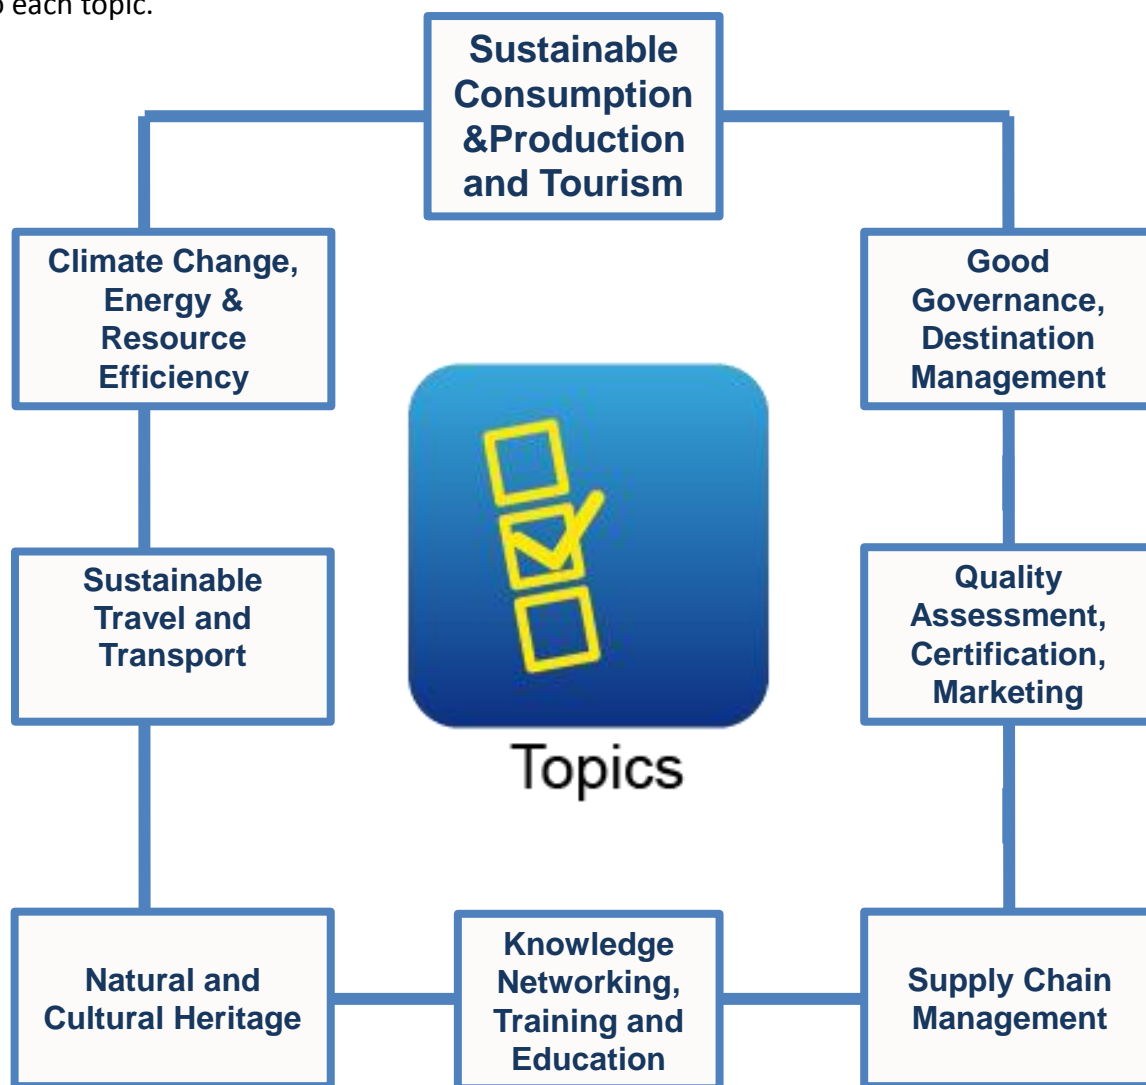 each topic.
Sustainable
Consumption
&Production
and Tourism
Climate Change,
Energy &
Resource
Efficiency
Good
Governance,
Destination
Management
Sustainable
Travel and
Transport
Quality
Assessment,
Certification,
Marketing
Topics
Natural and
Cultural Heritage
Knowledge
Networking,
Training and
Education
Supply Chain
Management